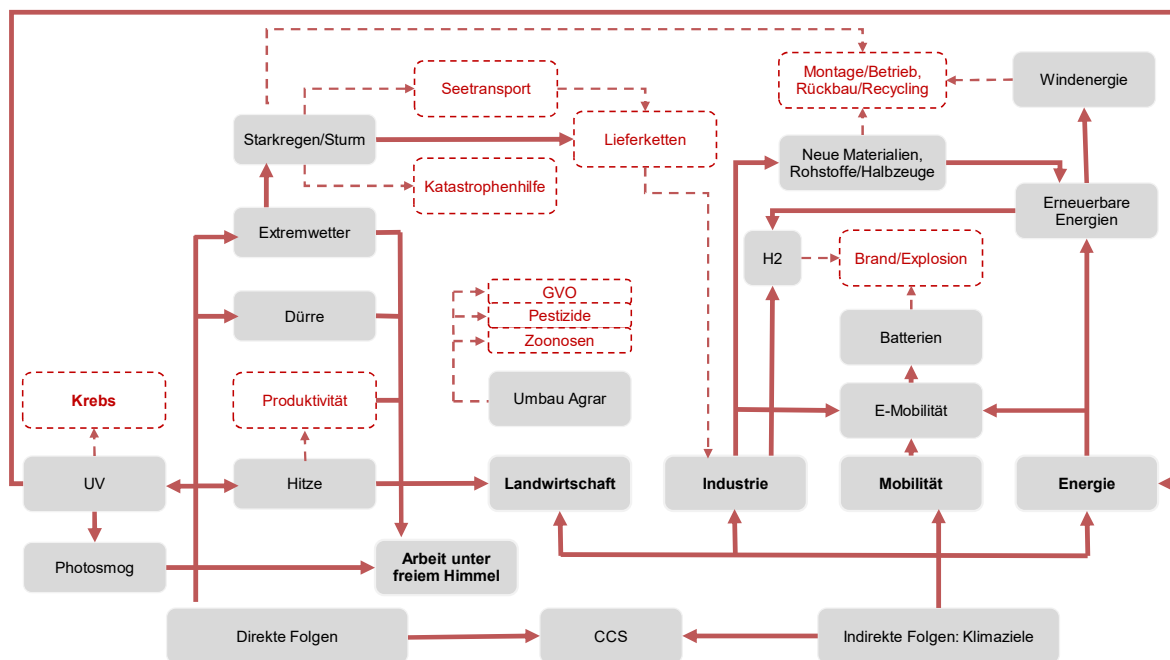 Montage/Betrieb,
Rückbau/Recycling
Windenergie
Seetransport
Starkregen/Sturm
Lieferketten
Neue Materialien,
Rohstoffe/Halbzeuge
Katastrophenhilfe
Erneuerbare
Energien
Extremwetter
H2
Brand/Explosion
GVO
Pestizide
Zoonosen
Dürre
Batterien
Krebs
Produktivität
Umbau Agrar
E-Mobilität
UV
Hitze
Landwirtschaft
Industrie
Mobilität
Energie
Photosmog
Arbeit unter
freiem Himmel
Direkte Folgen
CCS
Indirekte Folgen: Klimaziele